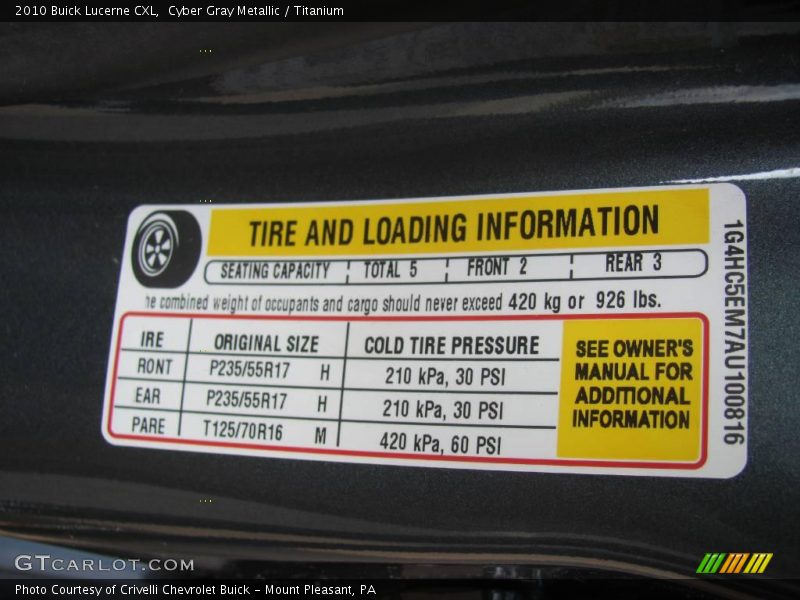 2010 Buick Lucerne CXL,  Cyber Gray Metallic / Titanium
TIRE AND LOADING INFORMATION
SEATING CAPACITY ¦ TOTAL 5 ¦ FRONT 2 ¦ REAR 3
he combined weight of occupants and cargo should never exceed 420 kg or 926 lbs.
IRE ORIGINAL SIZE COLD TIRE PRESSURE
RONT P235/55R17 H 210 kPa, 30 PSI
EAR P235/55R17 H 210 kPa, 30 PSI
PARE T125/70R16 M 420 kPa, 60 PSI
SEE OWNER'S
MANUAL FOR
ADDITIONAL
INFORMATION
1G4HC5EM7AU100816
GTCARLOT.COM
Photo Courtesy of Crivelli Chevrolet Buick – Mount Pleasant, PA